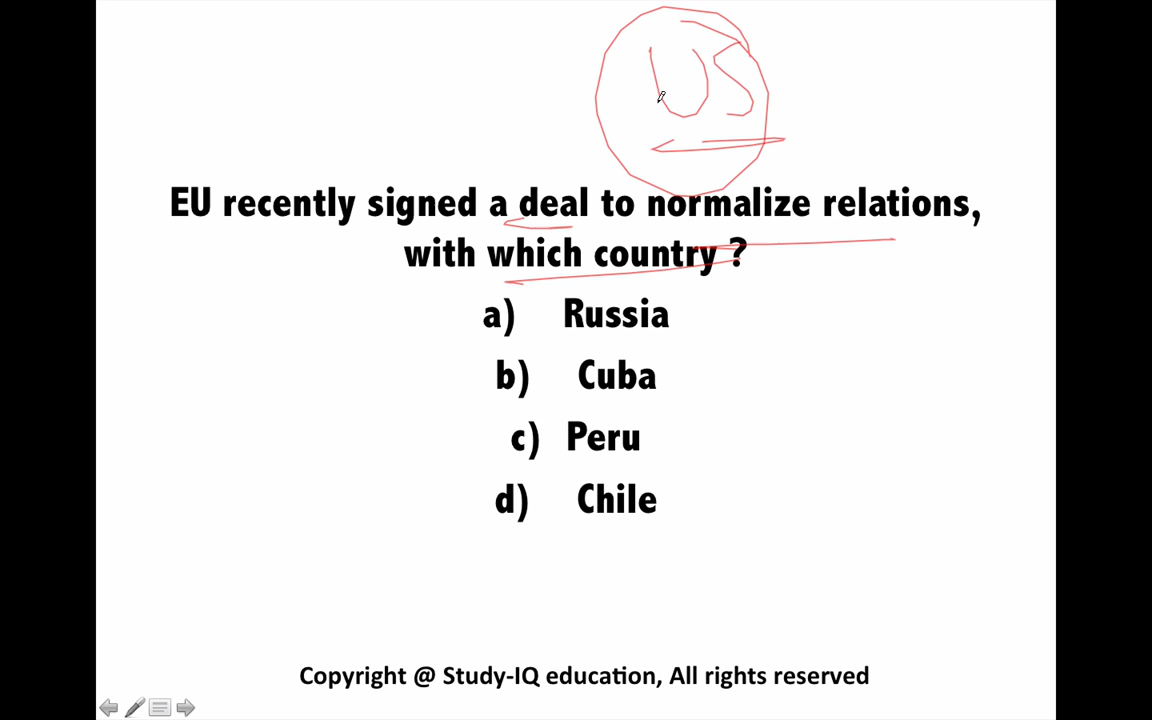 US
EU recently signed a deal to normalize relations,
with which country ?
a) Russia
b) Cuba
c) Peru
d) Chile
Copyright @ Study-IQ education, All rights reserved